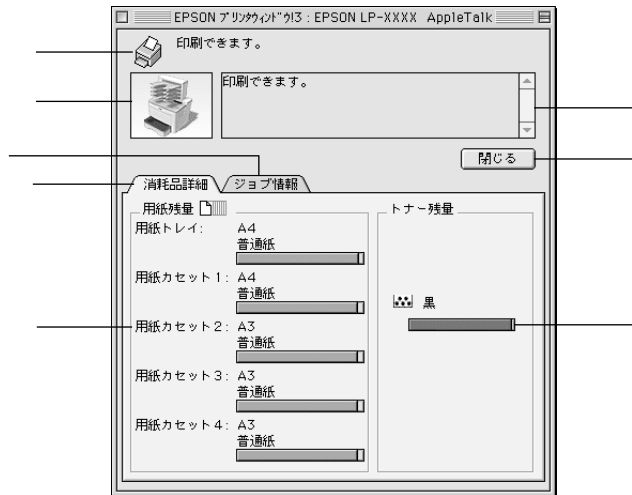 EPSON ﾌﾟﾘﾝﾀｳｨﾝﾄﾞｳ!3 : EPSON LP-XXXX AppleTalk
印刷できます。
印刷できます。
閉じる
消耗品詳細
ジョブ情報
用紙残量
用紙トレイ: A4
普通紙
用紙カセット1: A4
普通紙
用紙カセット2: A3
普通紙
用紙カセット3: A3
普通紙
用紙カセット4: A3
普通紙
トナー残量
黒